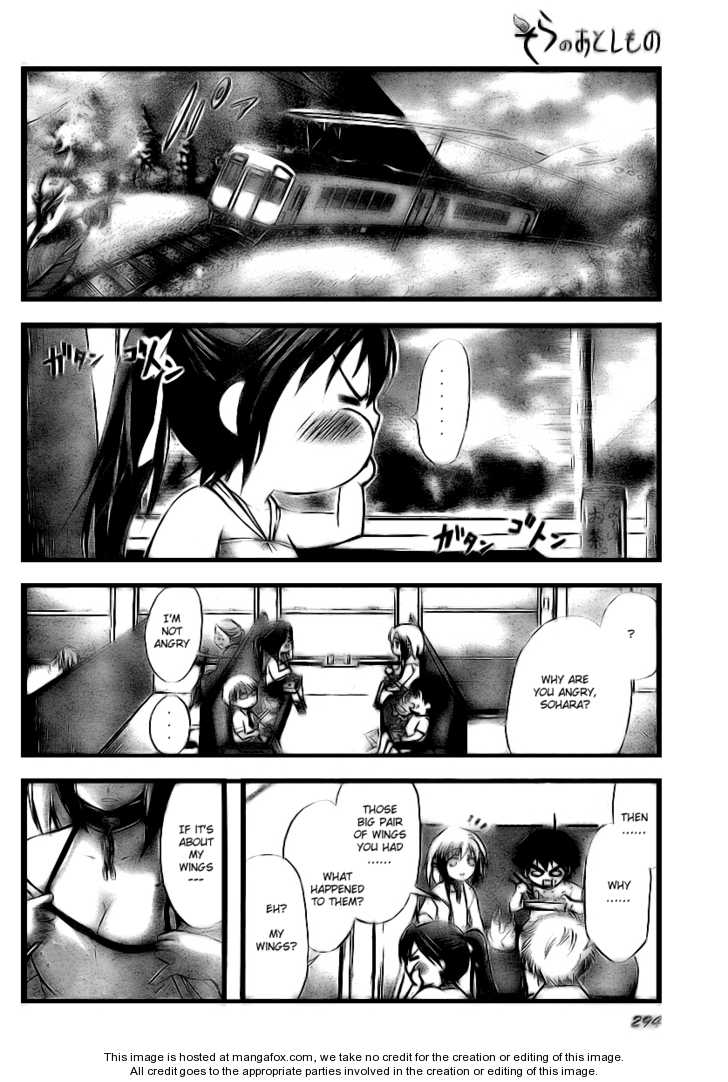 そらのおとしもの
ガタン ゴトン
. . . . . .
ガタン ゴトン
お茶
?
WHY ARE
YOU ANGRY,
SOHARA?
I'M
NOT
ANGRY
. . .
THEN
......
WHY
......
THOSE
BIG PAIR
OF WINGS
YOU HAD
......
WHAT
HAPPENED
TO THEM?
EH?
MY
WINGS?
IF IT'S
ABOUT
MY
WINGS
---
294
This image is hosted at mangafox.com, we take no credit for the creation or editing of this image.
All credit goes to the appropriate parties involved in the creation or editing of this image.